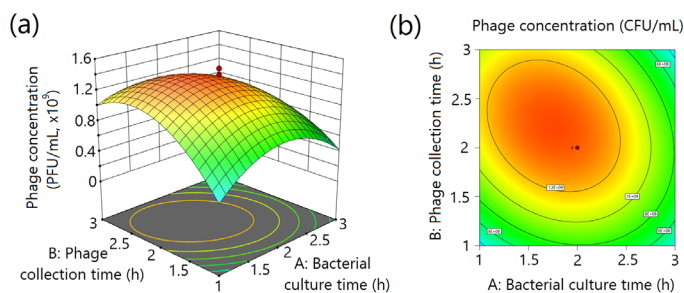 (a)
1.6
1.2
0.8
0.4
0
Phage concentration
(PFU/mL, x10⁹)
3
2.5
2
1.5
1
B: Phage
collection time (h)
3
2.5
2
1.5
1
A: Bacterial
culture time (h)
(b)
Phage concentration (CFU/mL)
3
2.5
2
1.5
1
B: Phage collection time (h)
1
1.5
2
2.5
3
A: Bacterial culture time (h)